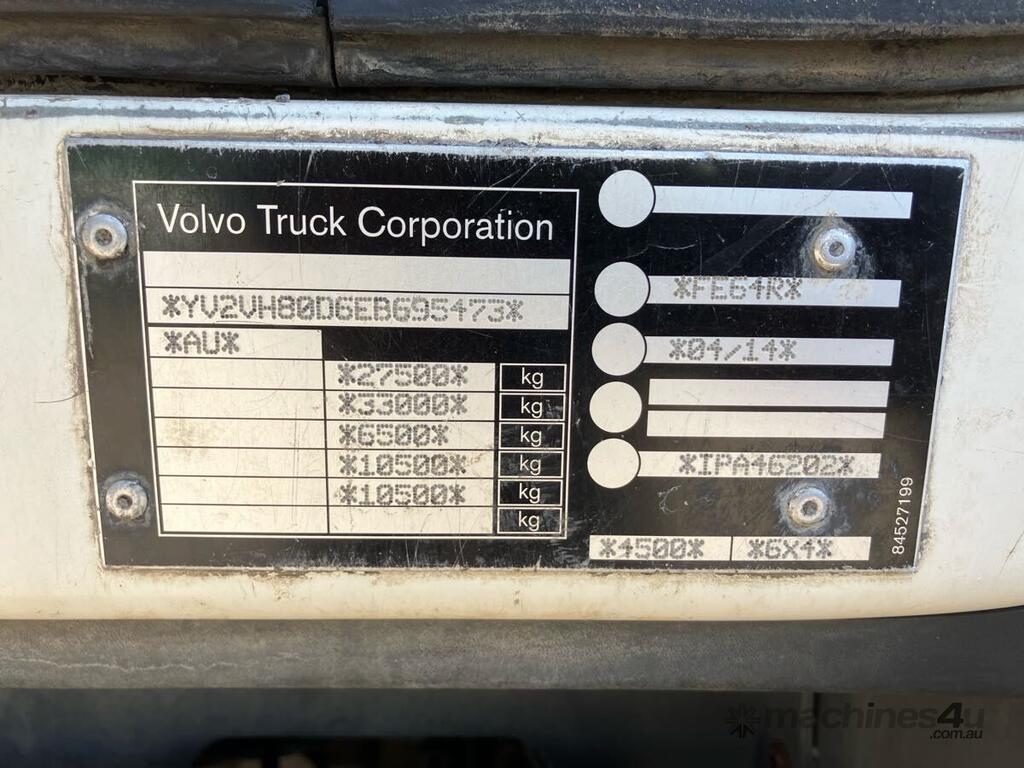 Volvo Truck Corporation
*YV2VH80D6EB695473*
*AU*
*27500* kg
*33000* kg
*6500* kg
*10500* kg
*10500* kg
kg
*FE64R*
*04/14*
*IPA46202*
*4500* *6X4*
84527199
machines4u
.com.au